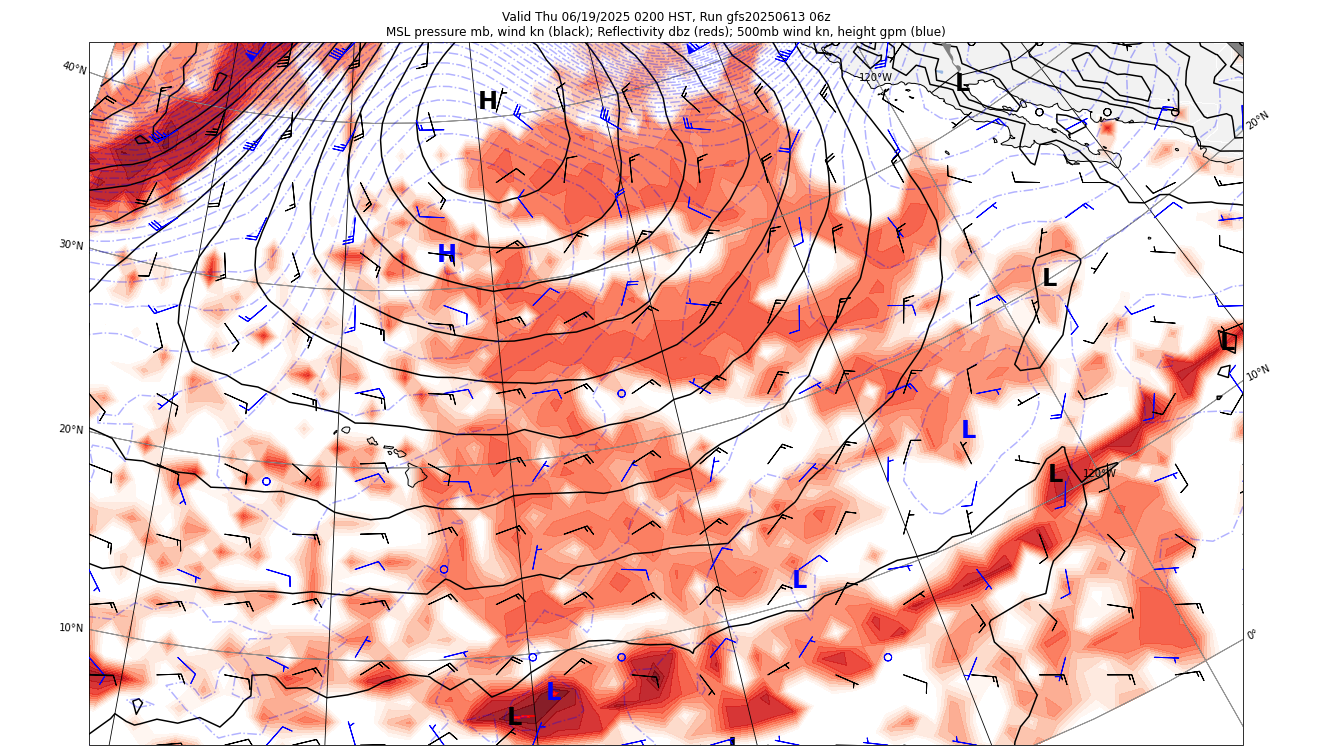 Valid Thu 06/19/2025 0200 HST, Run gfs20250613 06z
MSL pressure mb, wind kn (black); Reflectivity dbz (reds); 500mb wind kn, height gpm (blue)
40°N
120°W
L
H
20°N
30°N
H
L
L
10°N
20°N
L
L
120°W
L
10°N
0°
L
L
L